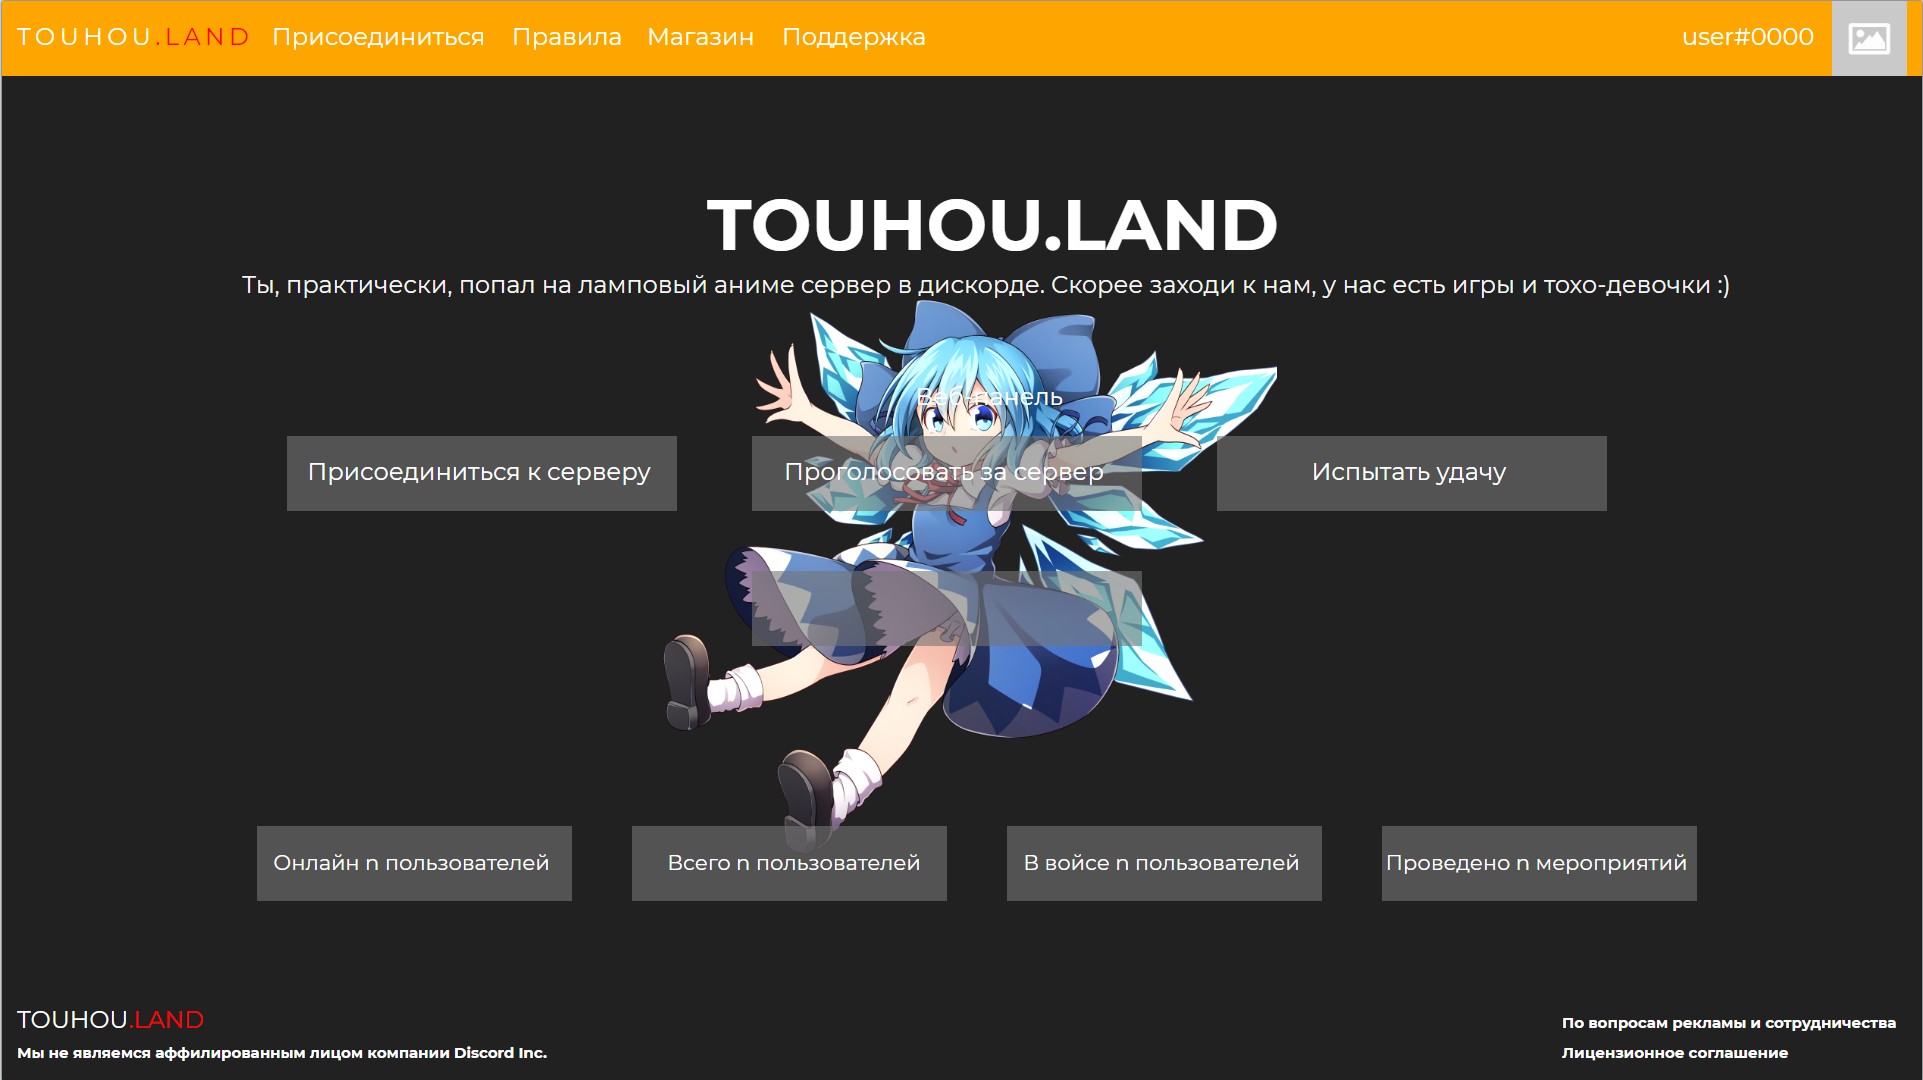 TOUHOU.LAND Присоединиться Правила Магазин Поддержка user#0000
TOUHOU.LAND
Ты, практически, попал на ламповый аниме сервер в дискорде. Скорее заходи к нам, у нас есть игры и тохо-девочки :)
Веб-панель
Присоединиться к серверу Проголосовать за сервер Испытать удачу
Онлайн n пользователей Всего n пользователей В войсе n пользователей Проведено n мероприятий
TOUHOU.LAND
По вопросам рекламы и сотрудничества
Мы не являемся аффилированным лицом компании Discord Inc.
Лицензионное соглашение